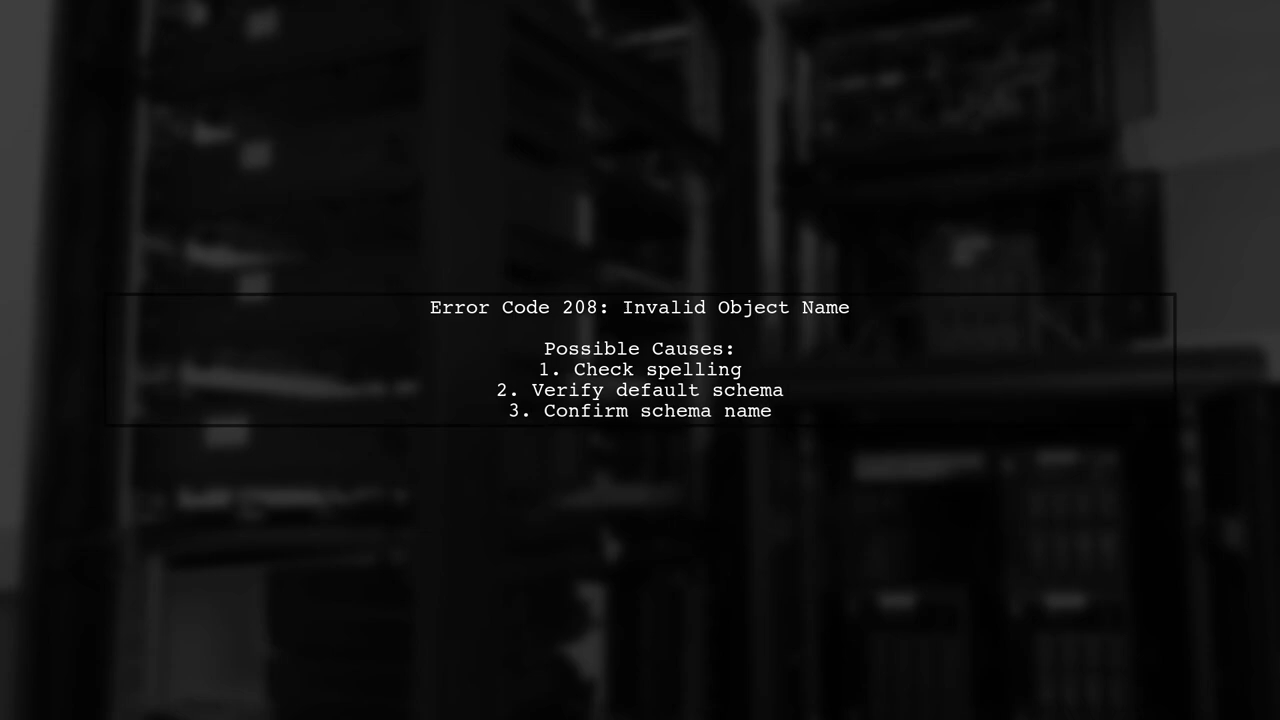 Error Code 208: Invalid Object Name
Possible Causes:
1. Check spelling
2. Verify default schema
3. Confirm schema name